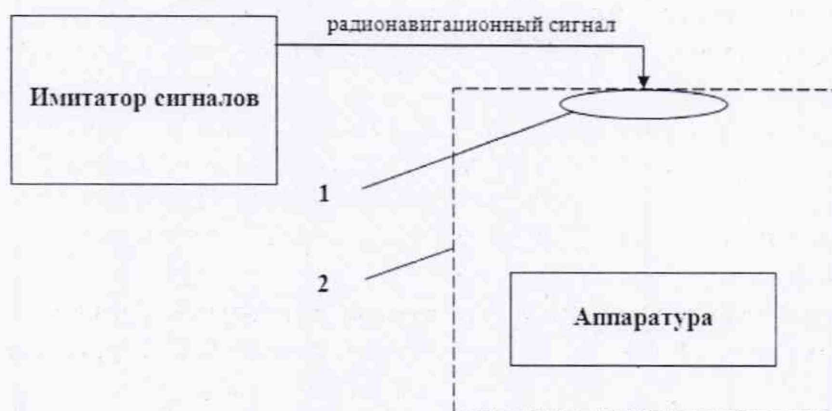 радионавигационный сигнал
Имитатор сигналов
1
2
Аппаратура